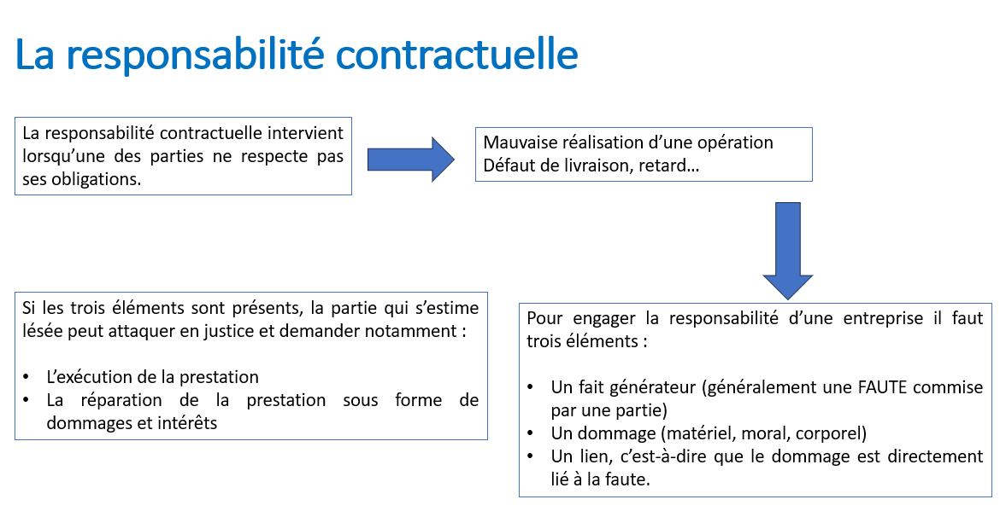 La responsabilité contractuelle
La responsabilité contractuelle intervient
lorsqu’une des parties ne respecte pas
ses obligations.
Mauvaise réalisation d’une opération
Défaut de livraison, retard…
Pour engager la responsabilité d’une entreprise il faut
trois éléments :
• Un fait générateur (généralement une FAUTE commise
par une partie)
• Un dommage (matériel, moral, corporel)
• Un lien, c’est-à-dire que le dommage est directement
lié à la faute.
Si les trois éléments sont présents, la partie qui s’estime
lésée peut attaquer en justice et demander notamment :
• L’exécution de la prestation
• La réparation de la prestation sous forme de
dommages et intérêts